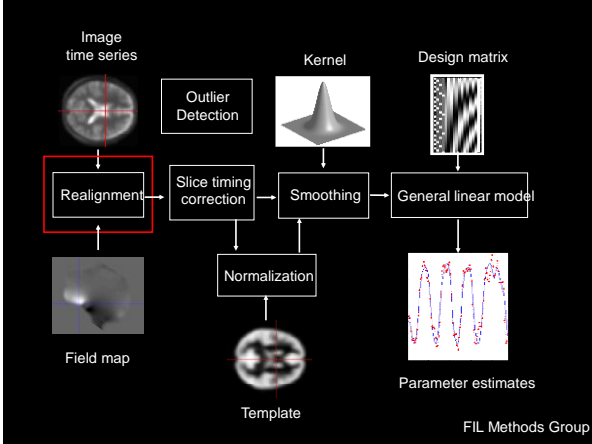 Image
time series
Kernel
Design matrix
Outlier
Detection
Realignment
Slice timing
correction
Smoothing
General linear model
Normalization
Field map
Template
Parameter estimates
FIL Methods Group